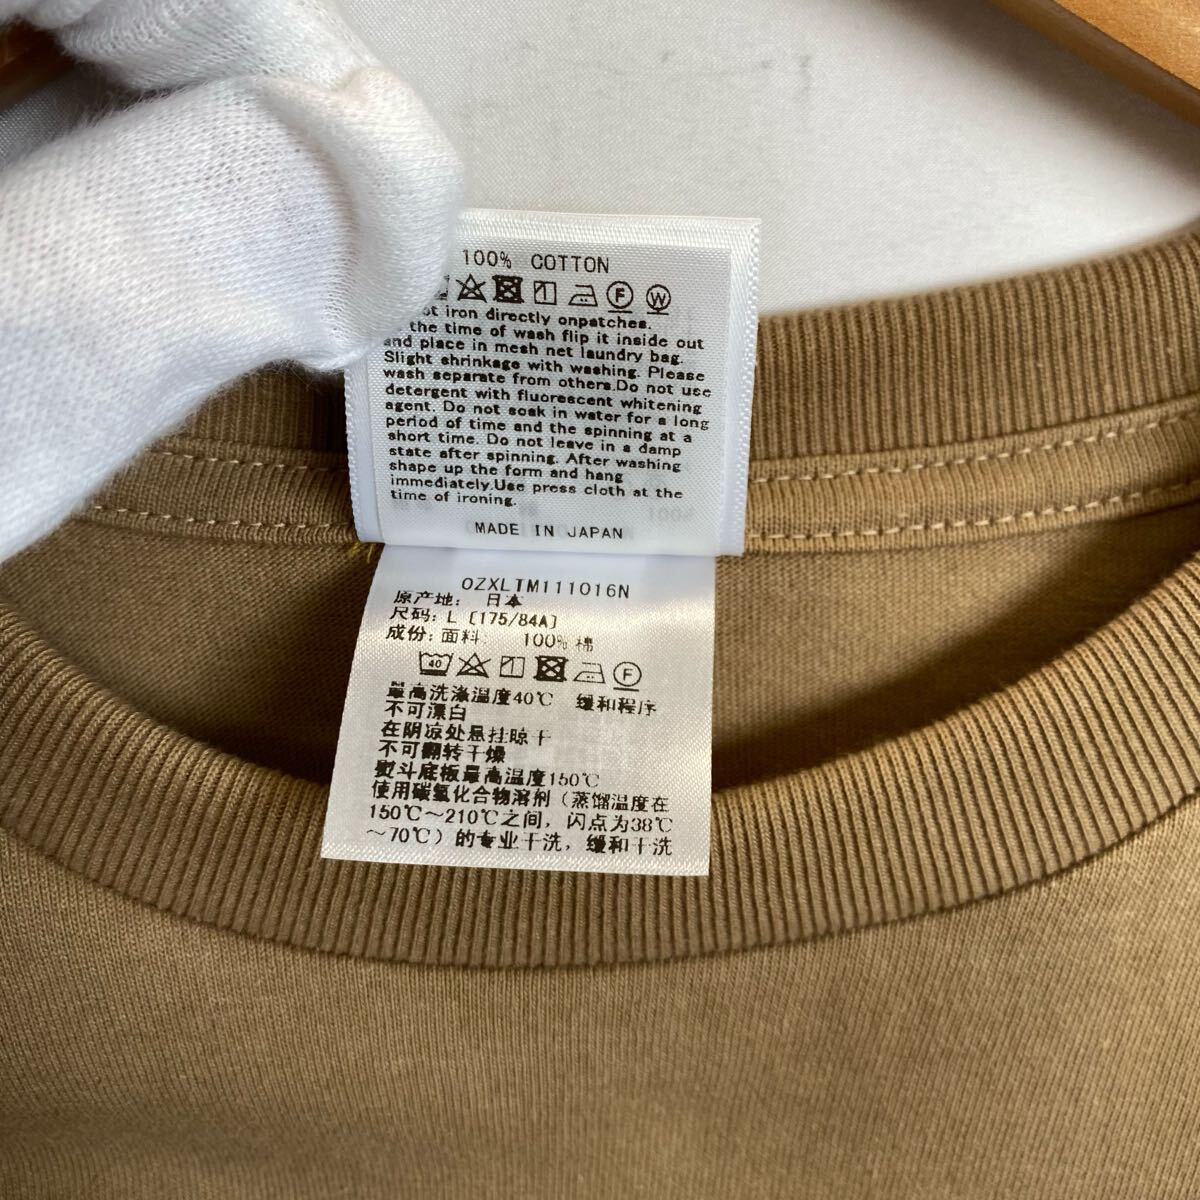 100% COTTON
iron directly onpatches.
the time of wash flip it inside out
and place in mesh net laundry bag.
Slight shrinkage with washing. Please
wash separate from others.Do not use
detergent with fluorescent whitening
agent. Do not soak in water for a long
period of time and the spinning at a
short time. Do not leave in a damp
state after spinning. After washing
shape up the form and hang
immediately.Use press cloth at the
time of ironing.
MADE IN JAPAN
OZXLTM111016N
原产地: 日本
尺码: L [175/84A]
成份: 面料 100% 棉
40
最高洗涤温度40℃ 缓和程序
不可漂白
在阴凉处悬挂晾干
不可翻转干燥
熨斗底板最高温度150℃
使用碳氢化合物溶剂(蒸馏温度在
150℃~210℃之间, 闪点为38℃
~70℃)的专业干洗, 缓和干洗